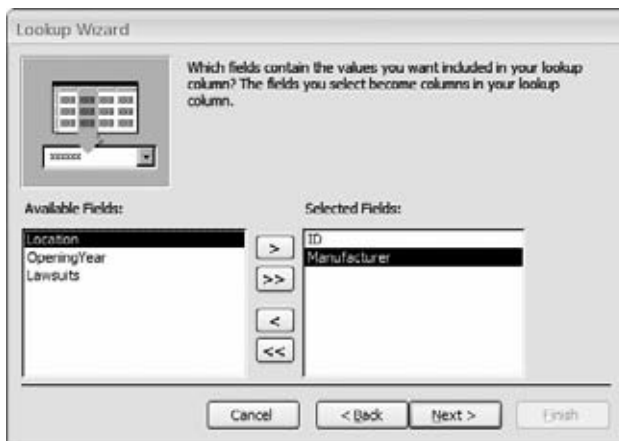 Lookup Wizard
Which fields contain the values you want included in your lookup
column? The fields you select become columns in your lookup
column.
xxxxxx
Available Fields:
Selected Fields:
Location
OpeningYear
Lawsuits
>
>>
<
<<
ID
Manufacturer
Cancel
< Back
Next >
Finish